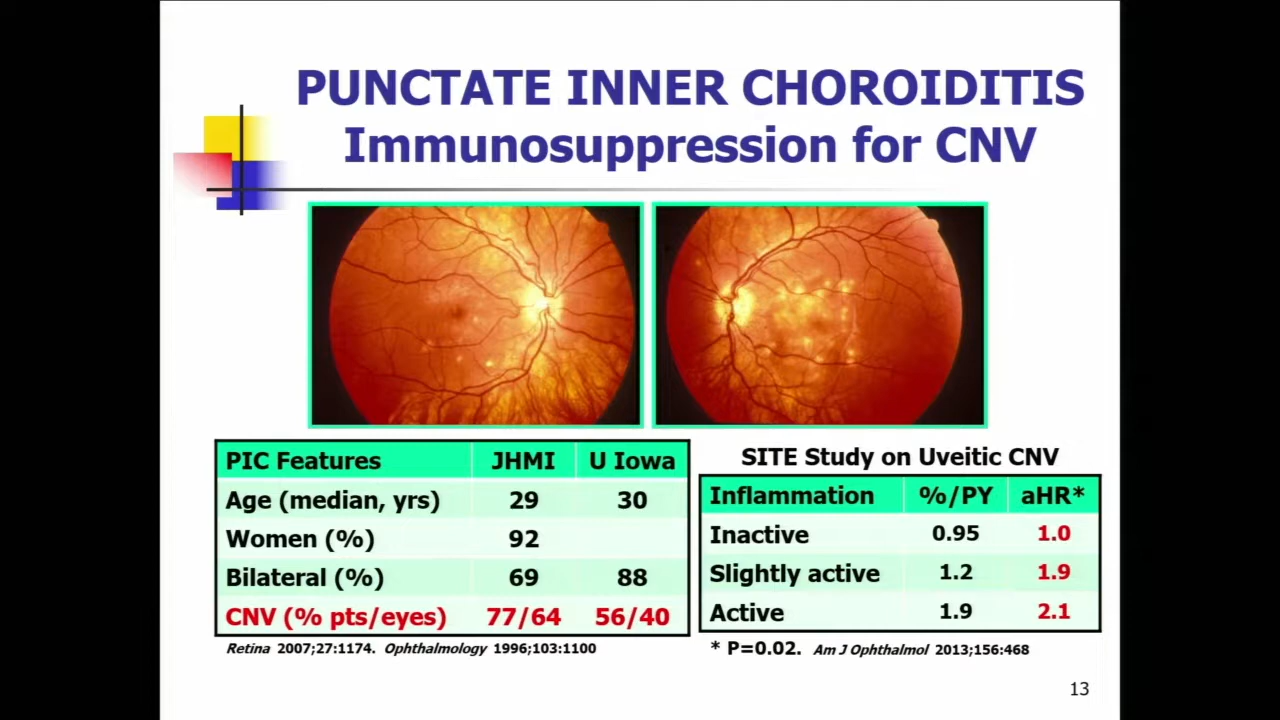 PUNCTATE INNER CHOROIDITIS
Immunosuppression for CNV
PIC Features JHMI U Iowa
Age (median, yrs) 29 30
Women (%) 92
Bilateral (%) 69 88
CNV (% pts/eyes) 77/64 56/40
Retina 2007;27:1174. Ophthalmology 1996;103:1100
SITE Study on Uveitic CNV
Inflammation %/PY aHR*
Inactive 0.95 1.0
Slightly active 1.2 1.9
Active 1.9 2.1
* P=0.02. Am J Ophthalmol 2013;156:468
13